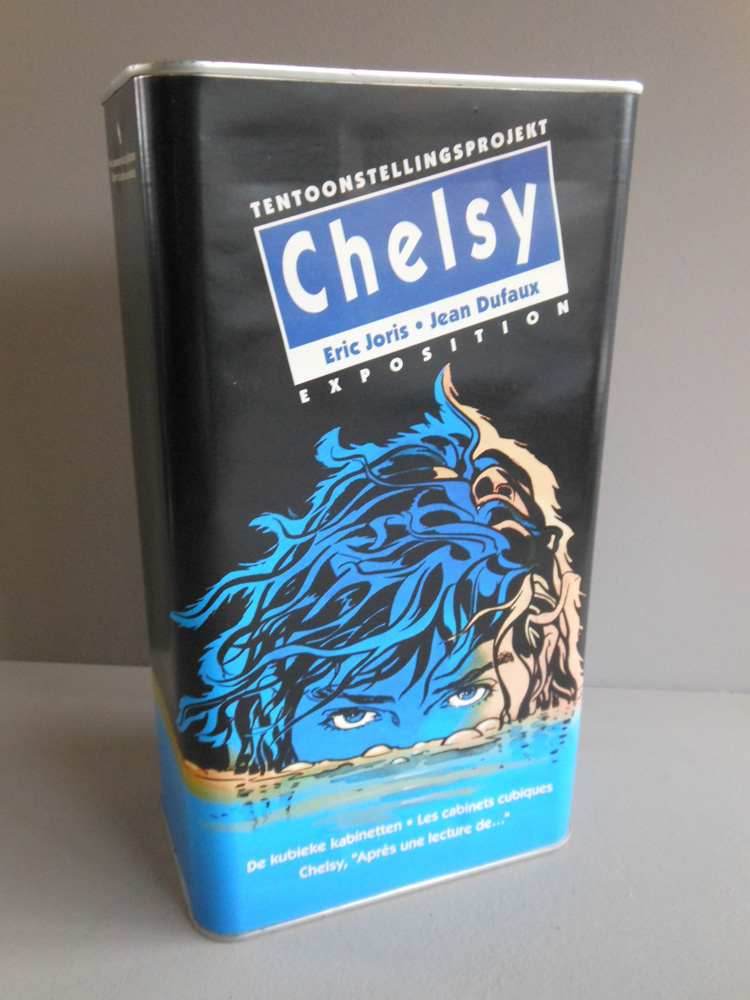 TENTOONSTELLINGSPROJEKT
Chelsy
Eric Joris • Jean Dufaux
EXPOSITION
De kubieke kabinetten • Les cabinets cubiques
Chelsy, "Après une lecture de..."